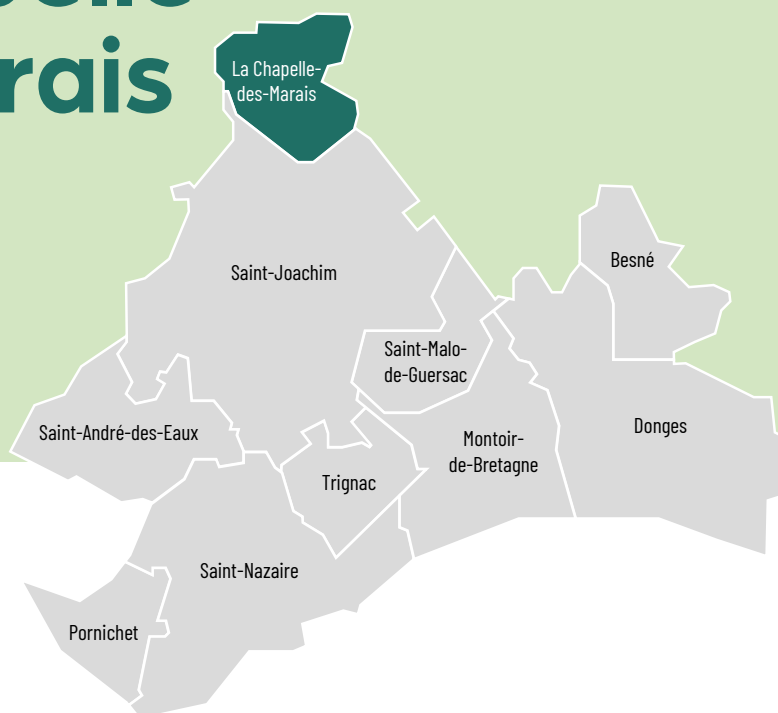 rais
La Chapelle-
des-Marais
Besné
Saint-Joachim
Saint-Malo-
de-Guersac
Saint-André-des-Eaux
Montoir-
de-Bretagne
Donges
Trignac
Saint-Nazaire
Pornichet